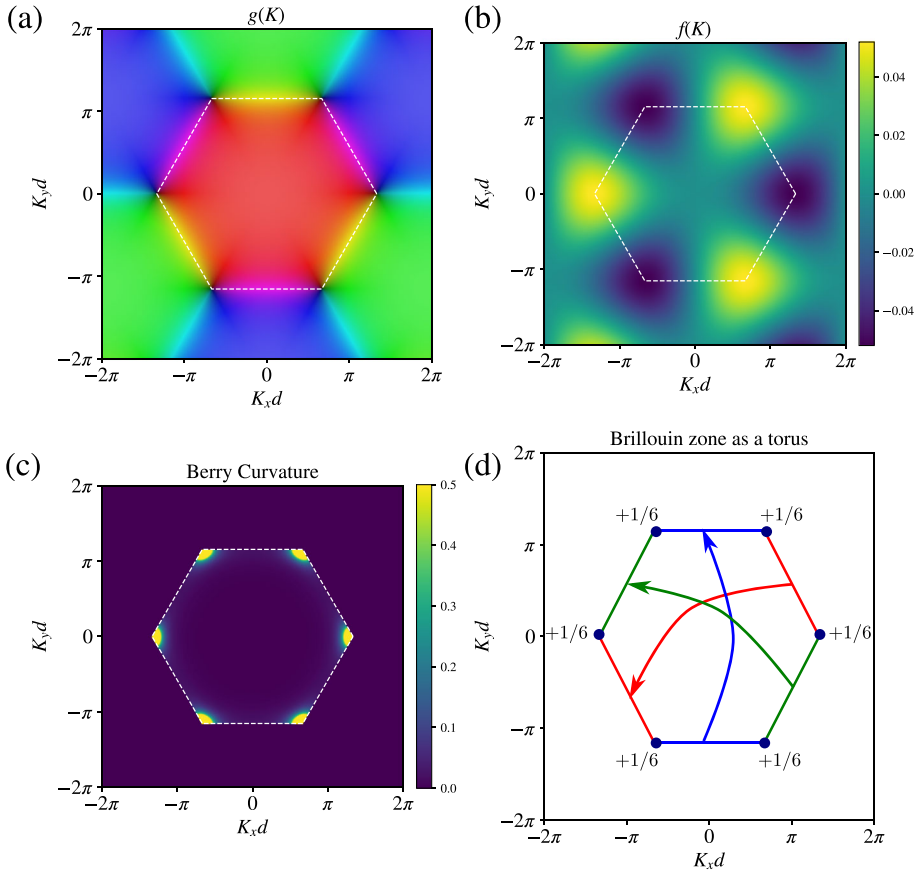 (a)
g(K)
2π
π
0
−π
−2π
K_y d
−2π
−π
0
π
2π
K_x d
(b)
f(K)
2π
π
0
−π
−2π
K_y d
−2π
−π
0
π
2π
K_x d
0.04
0.02
0.00
−0.02
−0.04
(c)
Berry Curvature
2π
π
0
−π
−2π
K_y d
−2π
−π
0
π
2π
K_x d
0.5
0.4
0.3
0.2
0.1
0.0
(d)
Brillouin zone as a torus
2π
π
0
−π
−2π
K_y d
−2π
−π
0
π
2π
K_x d
+1/6
+1/6
+1/6
+1/6
+1/6
+1/6